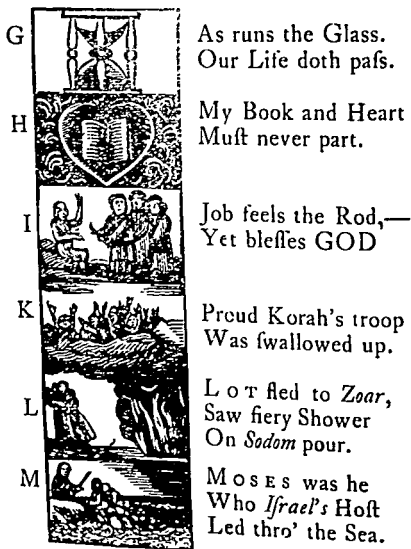 G
As runs the Glass.
Our Life doth paſs.
H
My Book and Heart
Muſt never part.
I
Job feels the Rod,—
Yet bleſſes GOD
K
Proud Korah's troop
Was ſwallowed up.
L
LOT fled to Zoar,
Saw fiery Shower
On Sodom pour.
M
MOSES was he
Who Iſrael's Hoſt
Led thro' the Sea.